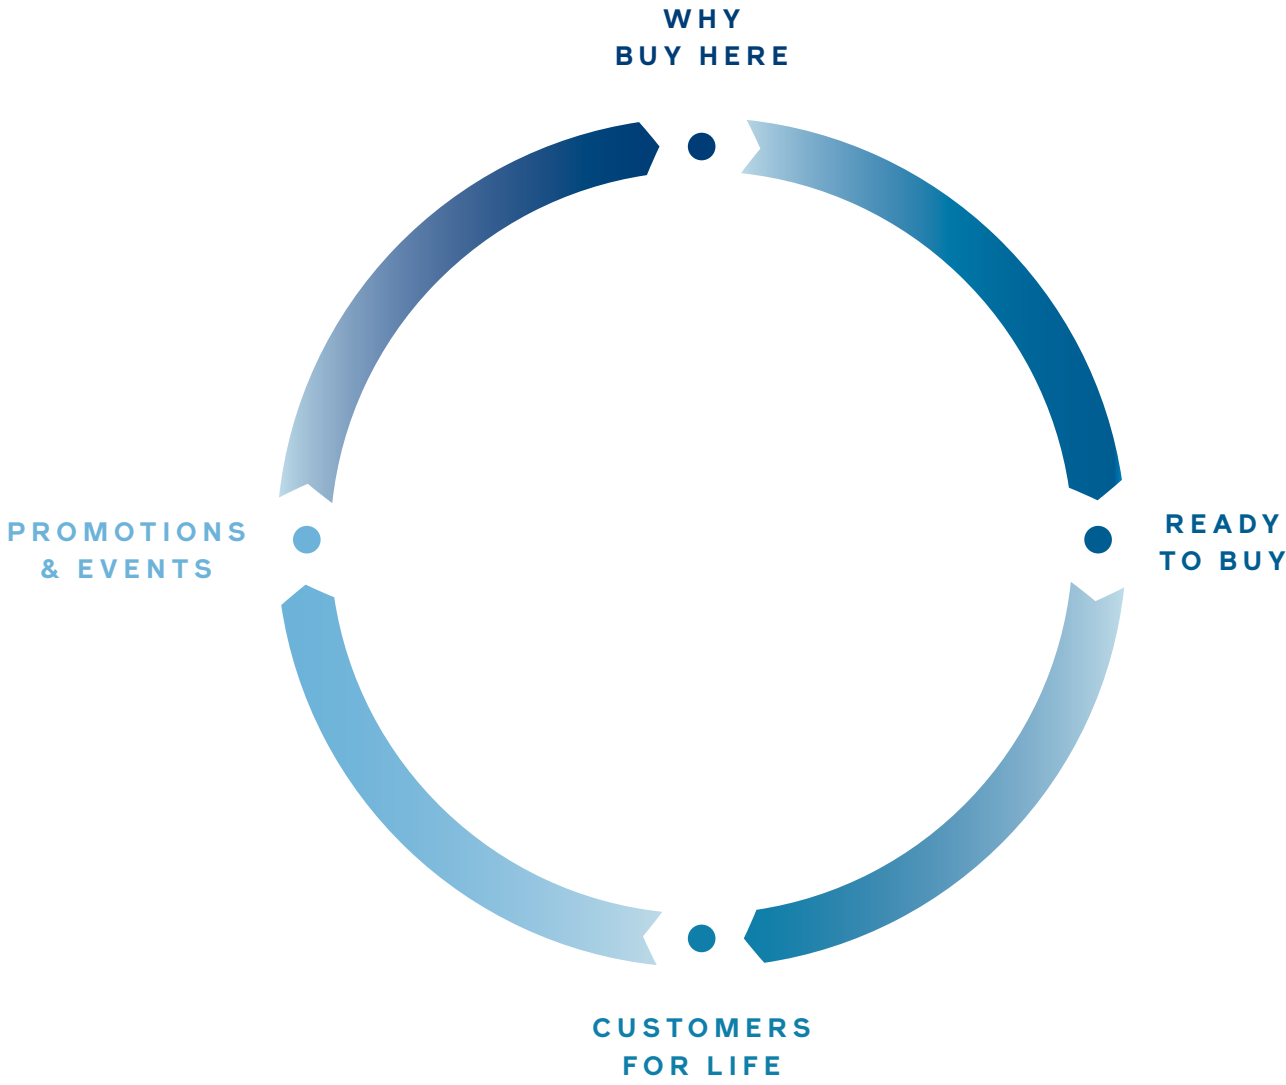 WHY
BUY HERE
READY
TO BUY
CUSTOMERS
FOR LIFE
PROMOTIONS
& EVENTS